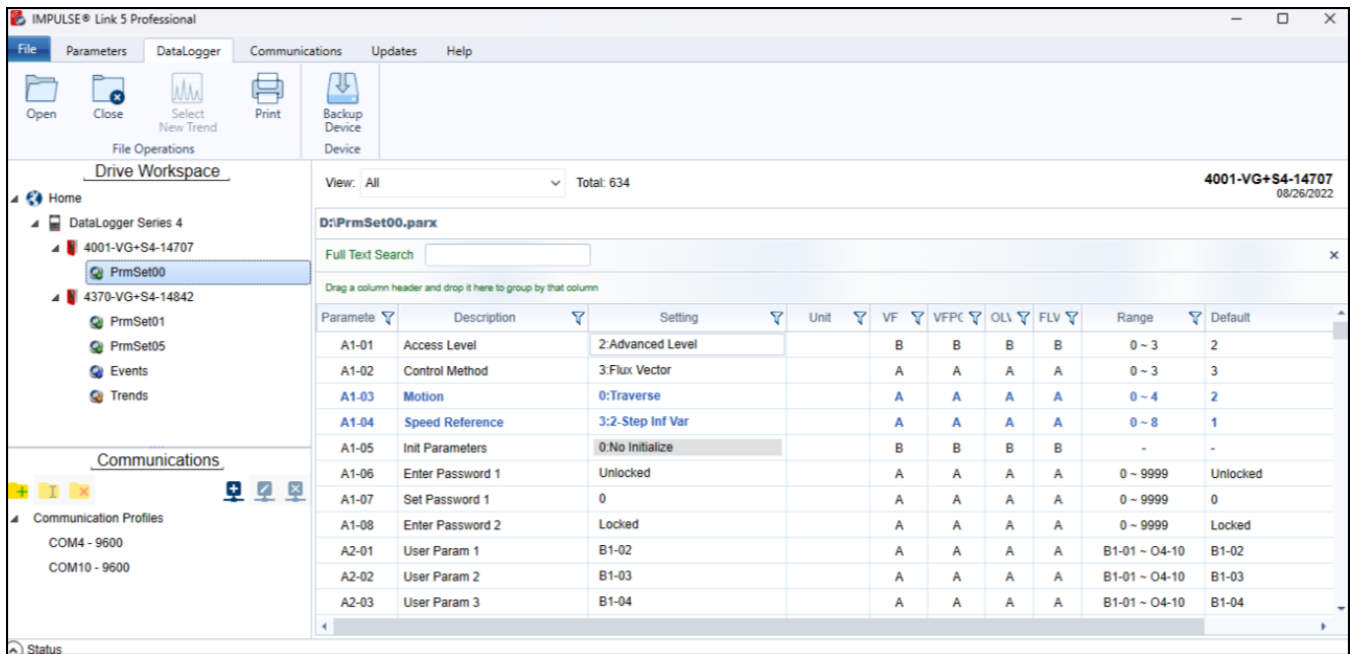 IMPULSE® Link 5 Professional
File Parameters DataLogger Communications Updates Help
Open Close Select New Trend Print Backup Device
File Operations Device
Drive Workspace
Home
DataLogger Series 4
4001-VG+S4-14707
PrmSet00
4370-VG+S4-14842
PrmSet01
PrmSet05
Events
Trends
Communications
Communication Profiles
COM4 - 9600
COM10 - 9600
View: All Total: 634
4001-VG+S4-14707
08/26/2022
D:\PrmSet00.parx
Full Text Search
Drag a column header and drop it here to group by that column
Paramete Description Setting Unit VF VFPC OLV FLV Range Default
A1-01 Access Level 2:Advanced Level B B B B 0 ~ 3 2
A1-02 Control Method 3:Flux Vector A A A A 0 ~ 3 3
A1-03 Motion 0:Traverse A A A A 0 ~ 4 2
A1-04 Speed Reference 3:2-Step Inf Var A A A A 0 ~ 8 1
A1-05 Init Parameters 0:No Initialize B B B B - -
A1-06 Enter Password 1 Unlocked A A A A 0 ~ 9999 Unlocked
A1-07 Set Password 1 0 A A A A 0 ~ 9999 0
A1-08 Enter Password 2 Locked A A A A 0 ~ 9999 Locked
A2-01 User Param 1 B1-02 A A A A B1-01 ~ O4-10 B1-02
A2-02 User Param 2 B1-03 A A A A B1-01 ~ O4-10 B1-03
A2-03 User Param 3 B1-04 A A A A B1-01 ~ O4-10 B1-04
Status